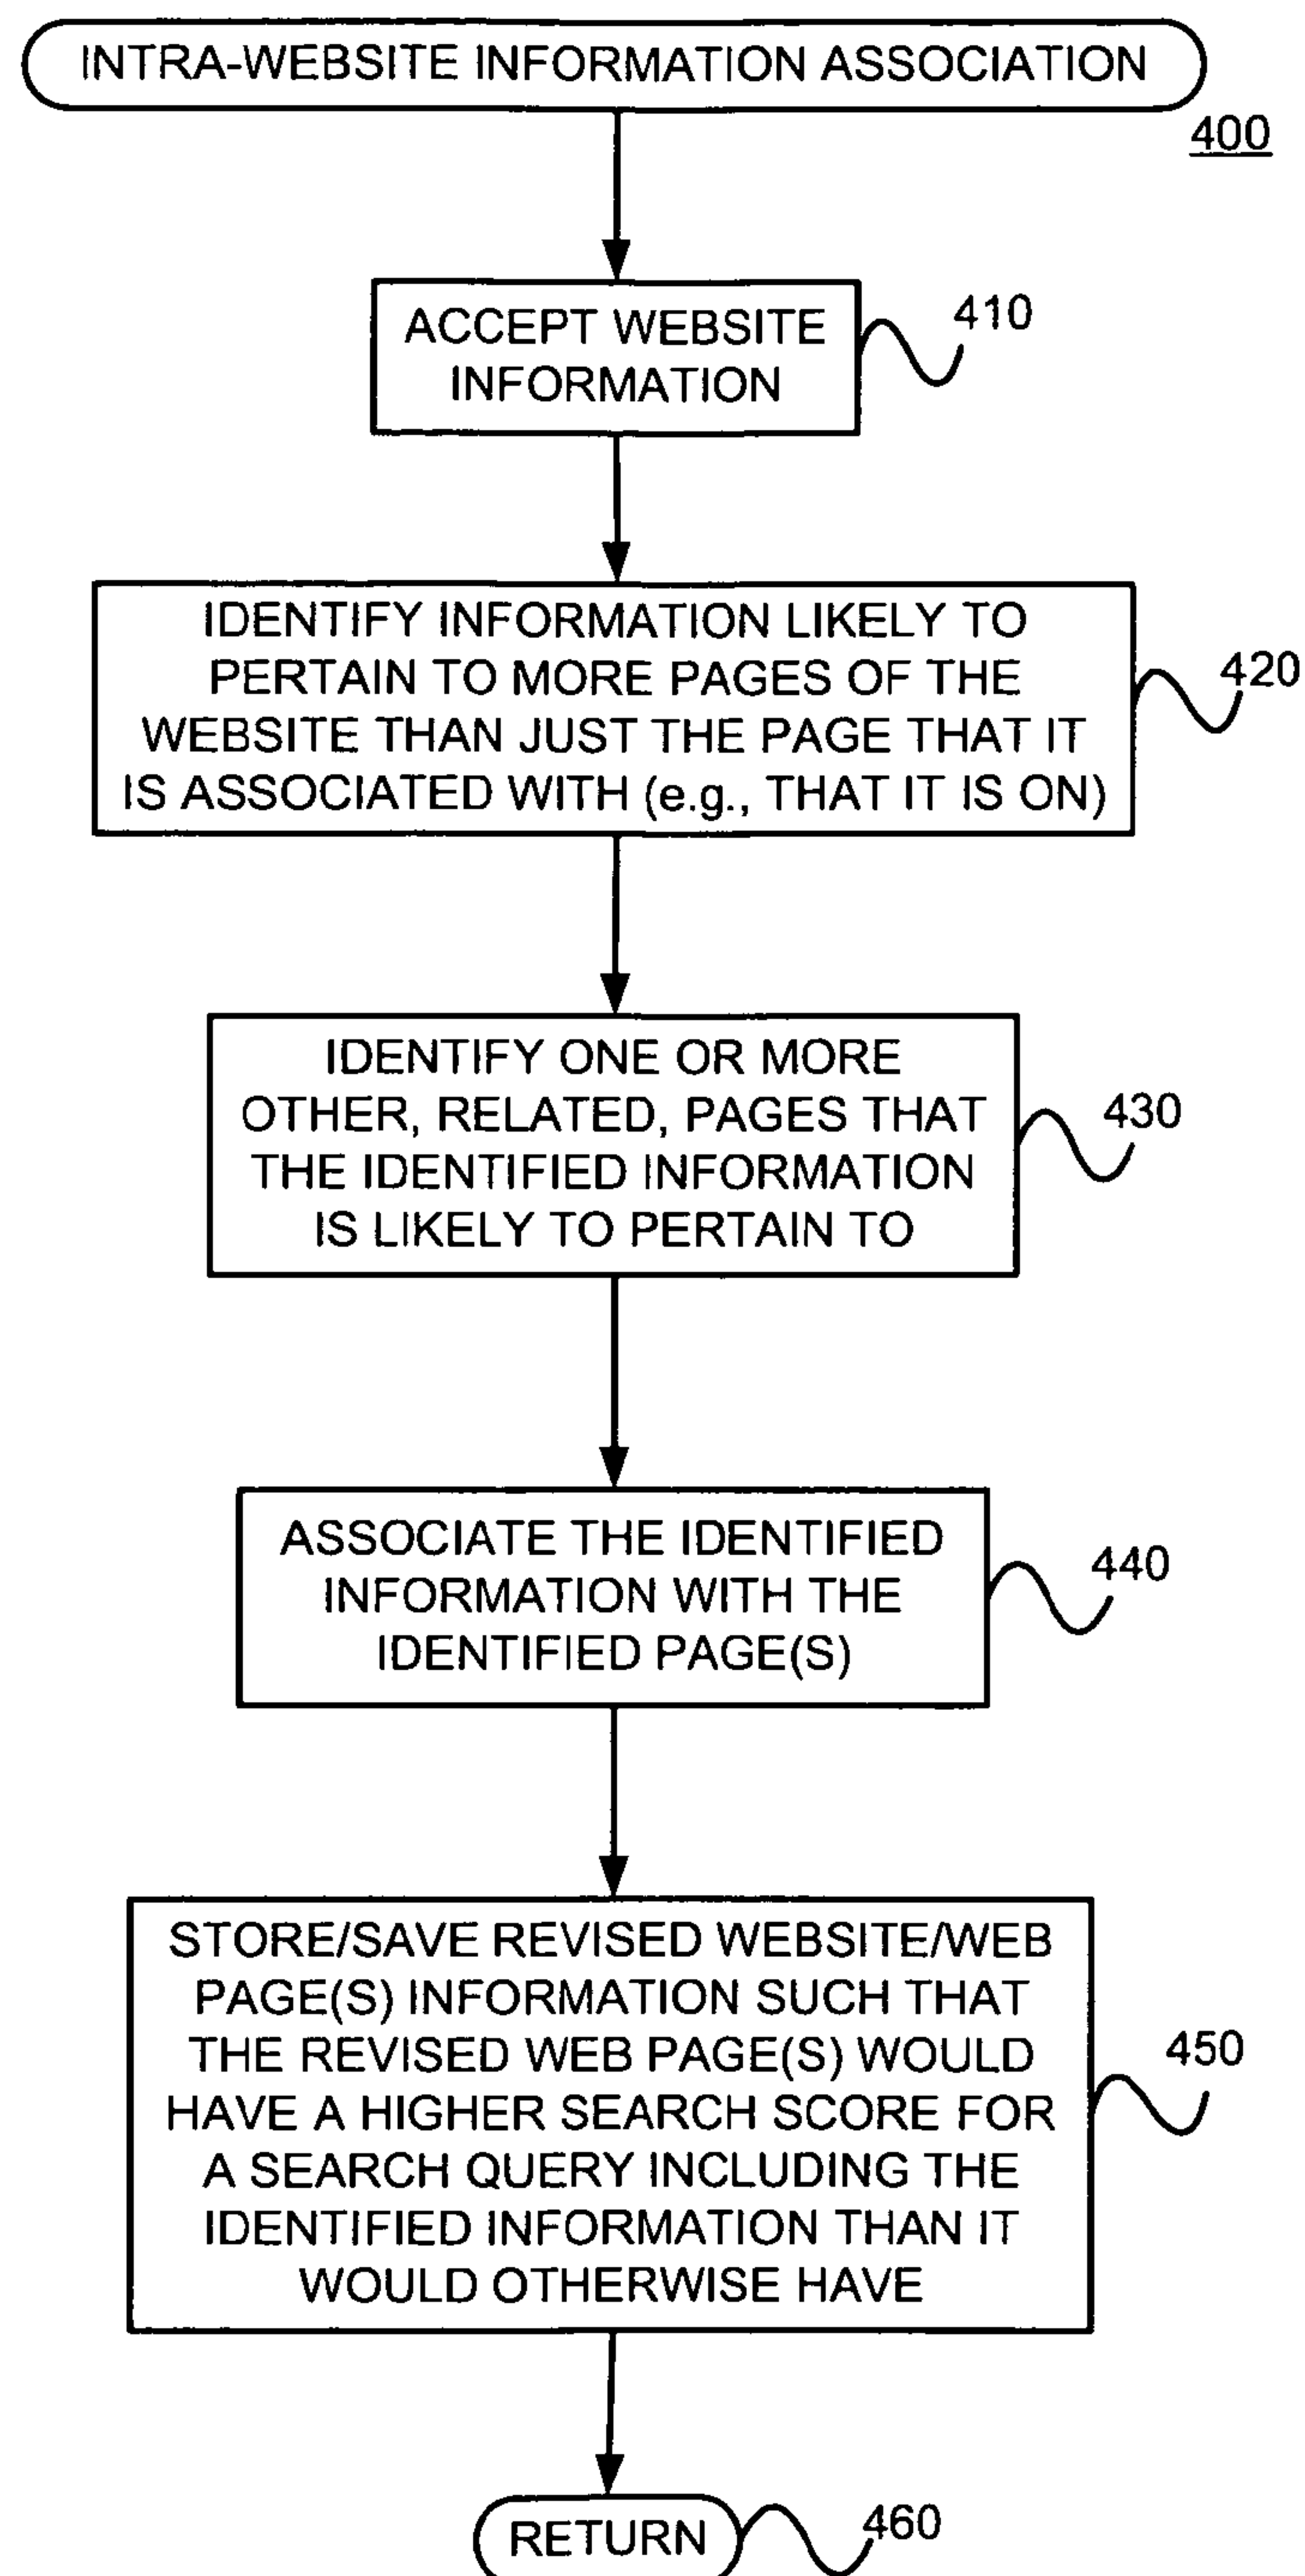 INTRA-WEBSITE INFORMATION ASSOCIATION
400
ACCEPT WEBSITE
INFORMATION
410
IDENTIFY INFORMATION LIKELY TO
PERTAIN TO MORE PAGES OF THE
WEBSITE THAN JUST THE PAGE THAT IT
IS ASSOCIATED WITH (e.g., THAT IT IS ON)
420
IDENTIFY ONE OR MORE
OTHER, RELATED, PAGES THAT
THE IDENTIFIED INFORMATION
IS LIKELY TO PERTAIN TO
430
ASSOCIATE THE IDENTIFIED
INFORMATION WITH THE
IDENTIFIED PAGE(S)
440
STORE/SAVE REVISED WEBSITE/WEB
PAGE(S) INFORMATION SUCH THAT
THE REVISED WEB PAGE(S) WOULD
HAVE A HIGHER SEARCH SCORE FOR
A SEARCH QUERY INCLUDING THE
IDENTIFIED INFORMATION THAN IT
WOULD OTHERWISE HAVE
450
RETURN
460